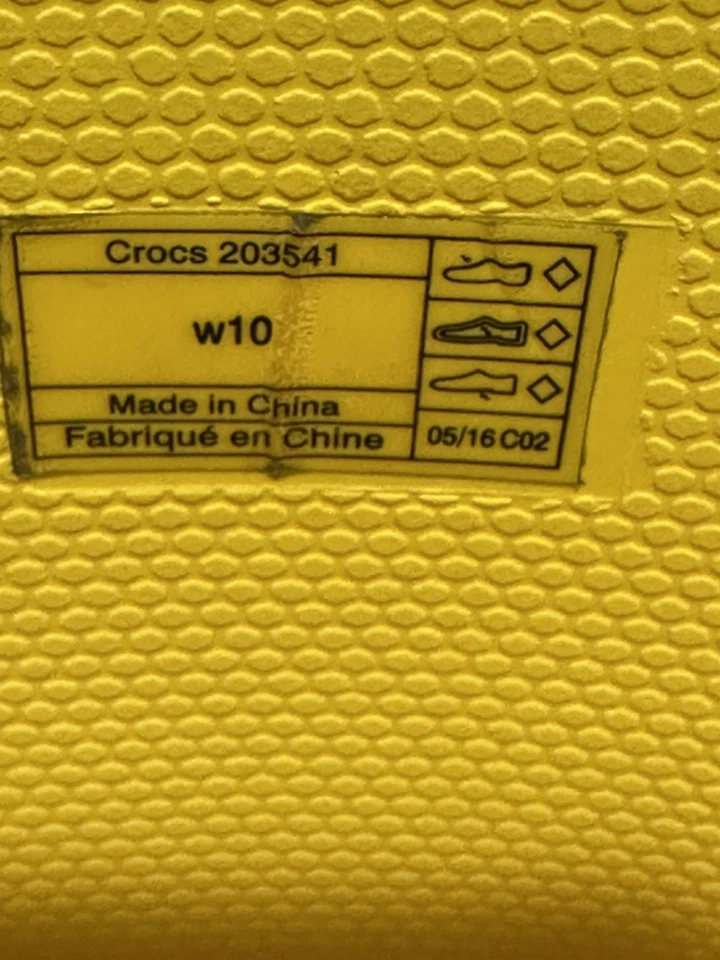 Crocs 203541
w10
Made in China
Fabriqué en Chine
05/16 C02